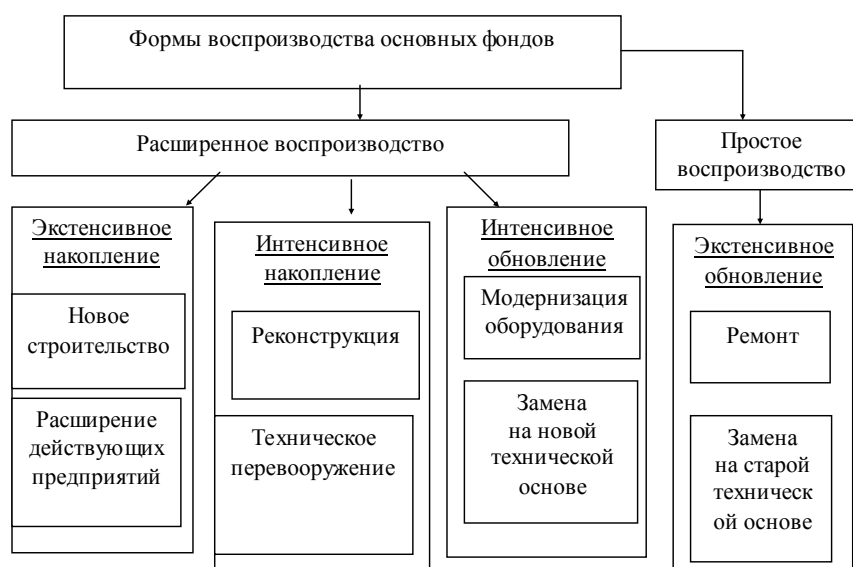 Формы воспроизводства основных фондов
Расширенное воспроизводство
Простое
воспроизводство
Экстенсивное
накопление
Новое
строительство
Расширение
действующих
предприятий
Интенсивное
накопление
Реконструкция
Техническое
перевооружение
Интенсивное
обновление
Модернизация
оборудования
Замена
на новой
технической
основе
Экстенсивное
обновление
Ремонт
Замена
на старой
техническ
ой основе